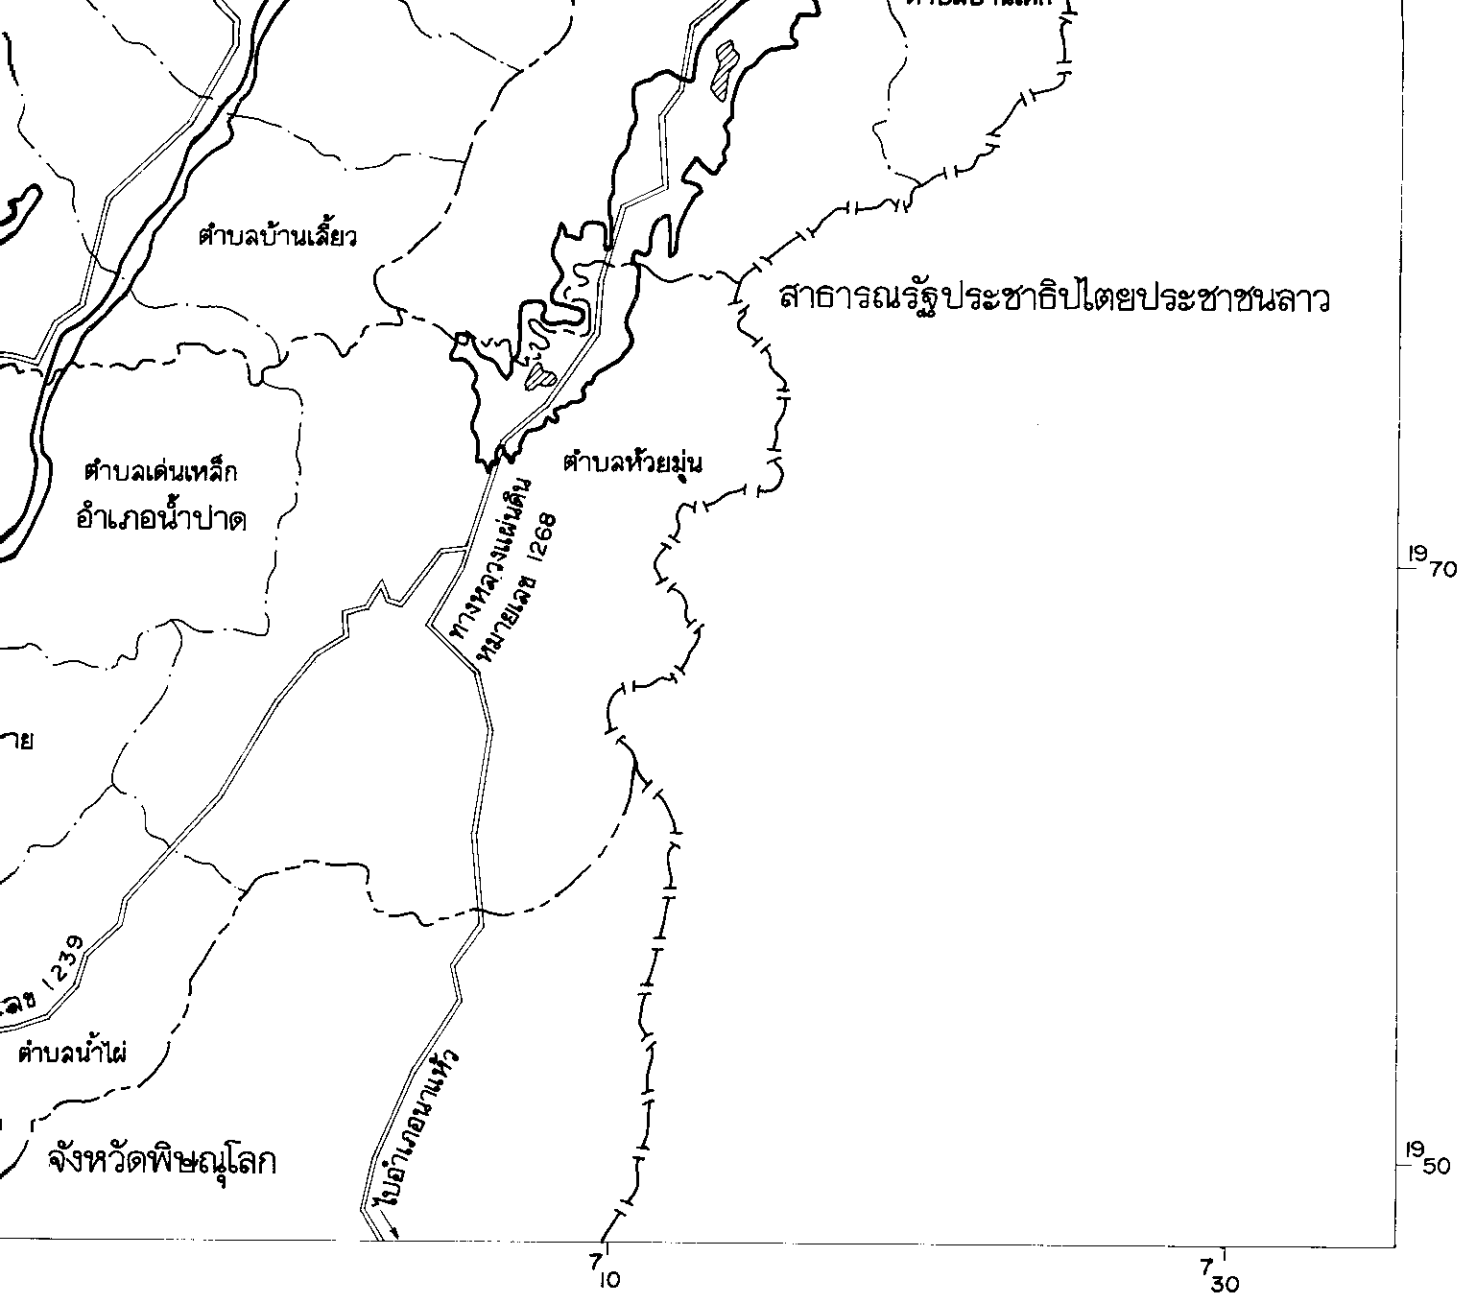 ตำบลบ้านเสี้ยว
สาธารณรัฐประชาธิปไตยประชาชนลาว
ตำบลเด่นเหล็ก
อำเภอน้ำปาด
ตำบลห้วยมุ่น
ทางหลวงแผ่นดิน
หมายเลข 1268
19 70
าย
ลข 1239
ตำบลน้ำไผ่
จังหวัดพิษณุโลก
ไปอำเภอนาแห้ว
19 50
7 10
7 30